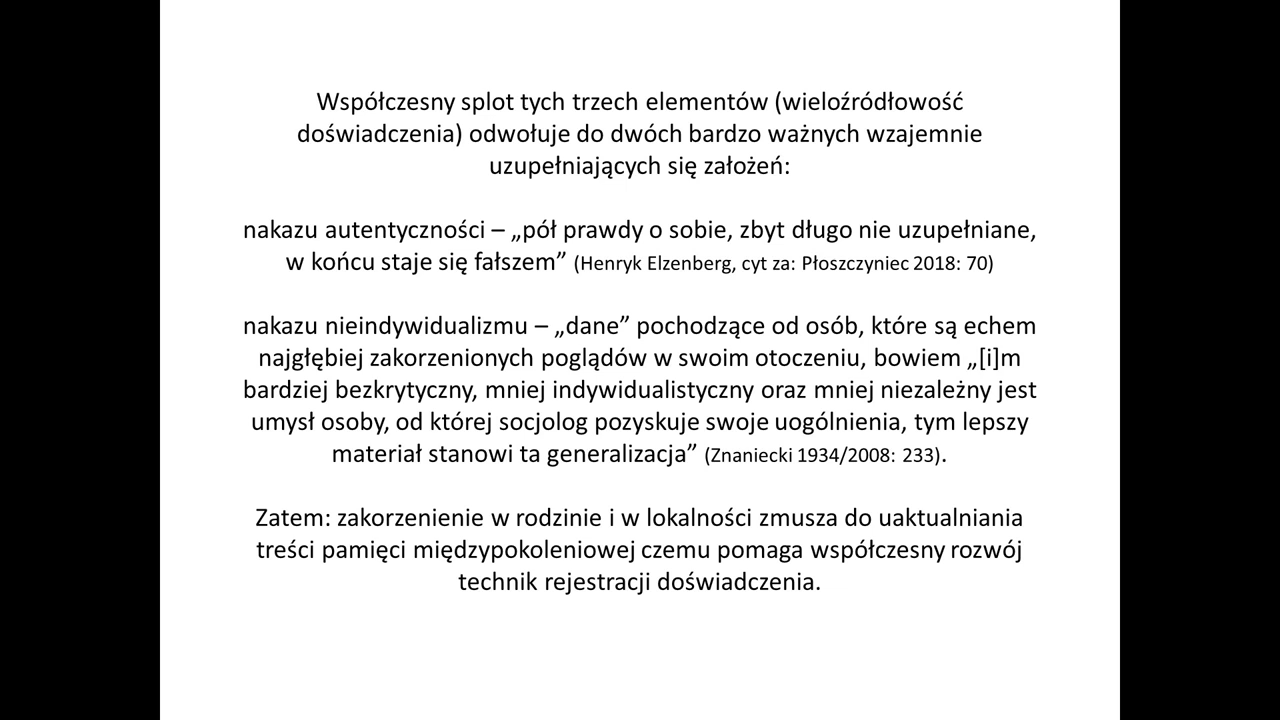 Współczesny splot tych trzech elementów (wieloźródłowość
doświadczenia) odwołuje do dwóch bardzo ważnych wzajemnie
uzupełniających się założeń:
nakazu autentyczności – „pół prawdy o sobie, zbyt długo nie uzupełniane,
w końcu staje się fałszem” (Henryk Elzenberg, cyt za: Płoszczyniec 2018: 70)
nakazu nieindywidualizmu – „dane” pochodzące od osób, które są echem
najgłębiej zakorzenionych poglądów w swoim otoczeniu, bowiem „[i]m
bardziej bezkrytyczny, mniej indywidualistyczny oraz mniej niezależny jest
umysł osoby, od której socjolog pozyskuje swoje uogólnienia, tym lepszy
materiał stanowi ta generalizacja” (Znaniecki 1934/2008: 233).
Zatem: zakorzenienie w rodzinie i w lokalności zmusza do uaktualniania
treści pamięci międzypokoleniowej czemu pomaga współczesny rozwój
technik rejestracji doświadczenia.